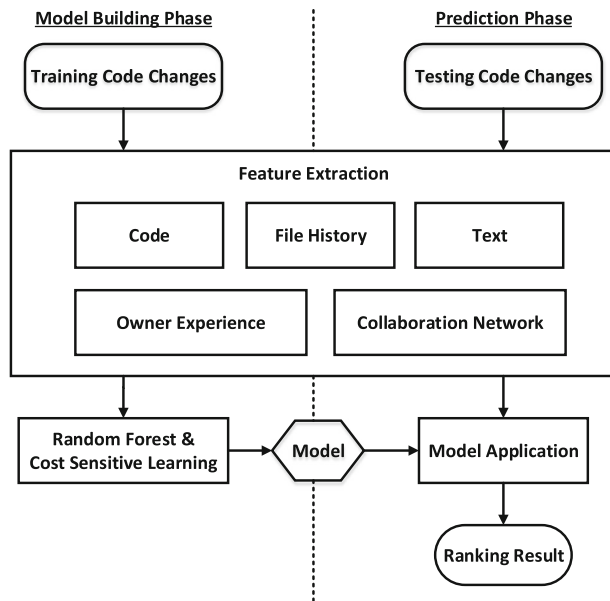 Model Building Phase
Prediction Phase
Training Code Changes
Testing Code Changes
Feature Extraction
Code
File History
Text
Owner Experience
Collaboration Network
Random Forest &
Cost Sensitive Learning
Model
Model Application
Ranking Result